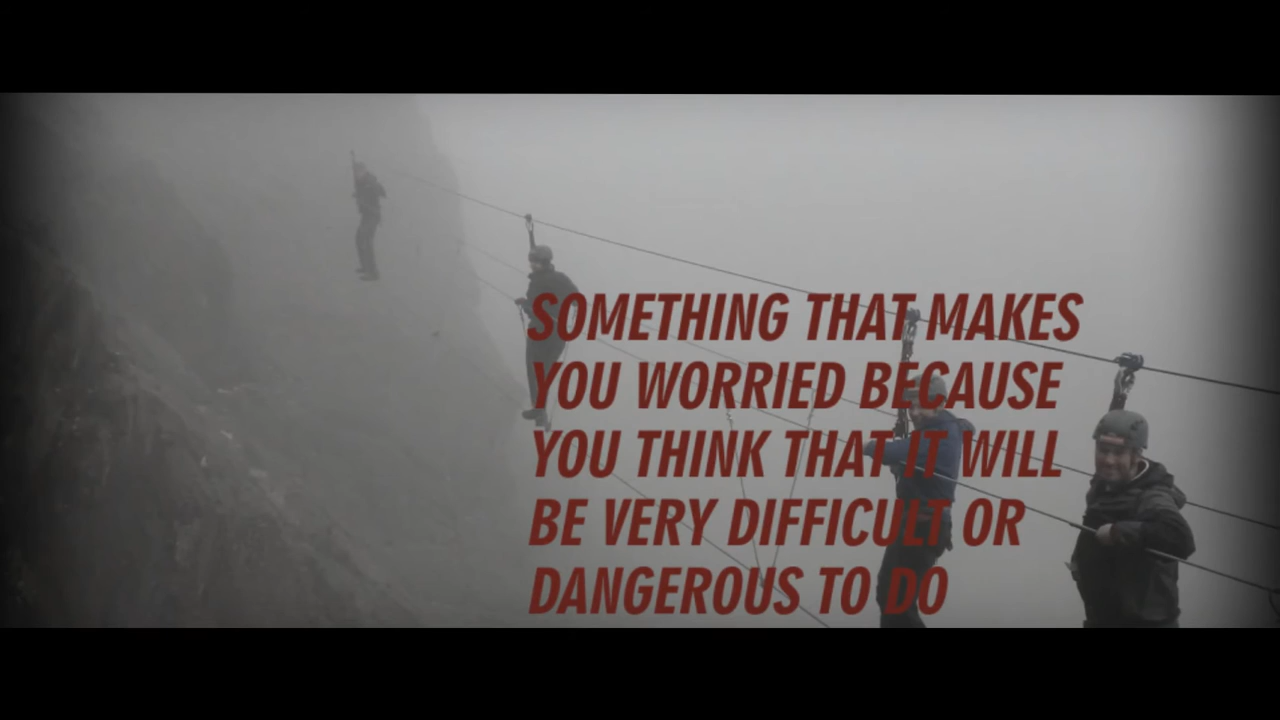 SOMETHING THAT MAKES
YOU WORRIED BECAUSE
YOU THINK THAT IT WILL
BE VERY DIFFICULT OR
DANGEROUS TO DO